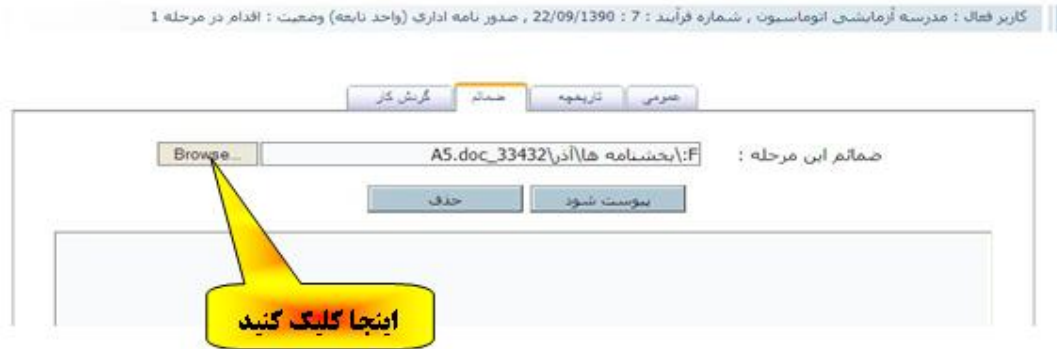 کاربر فعال : مدرسه آزمایشی اتوماسیون , شماره فرآیند : 7 : 22/09/1390 , صدور نامه اداری (واحد تابعه) وضعیت : اقدام در مرحله 1
عمومی تاریخچه ضمائم گردش کار
ضمائم این مرحله : F:\بخشنامه ها\آذر\33432_A5.doc Browse...
پیوست شود حذف
اینجا کلیک کنید